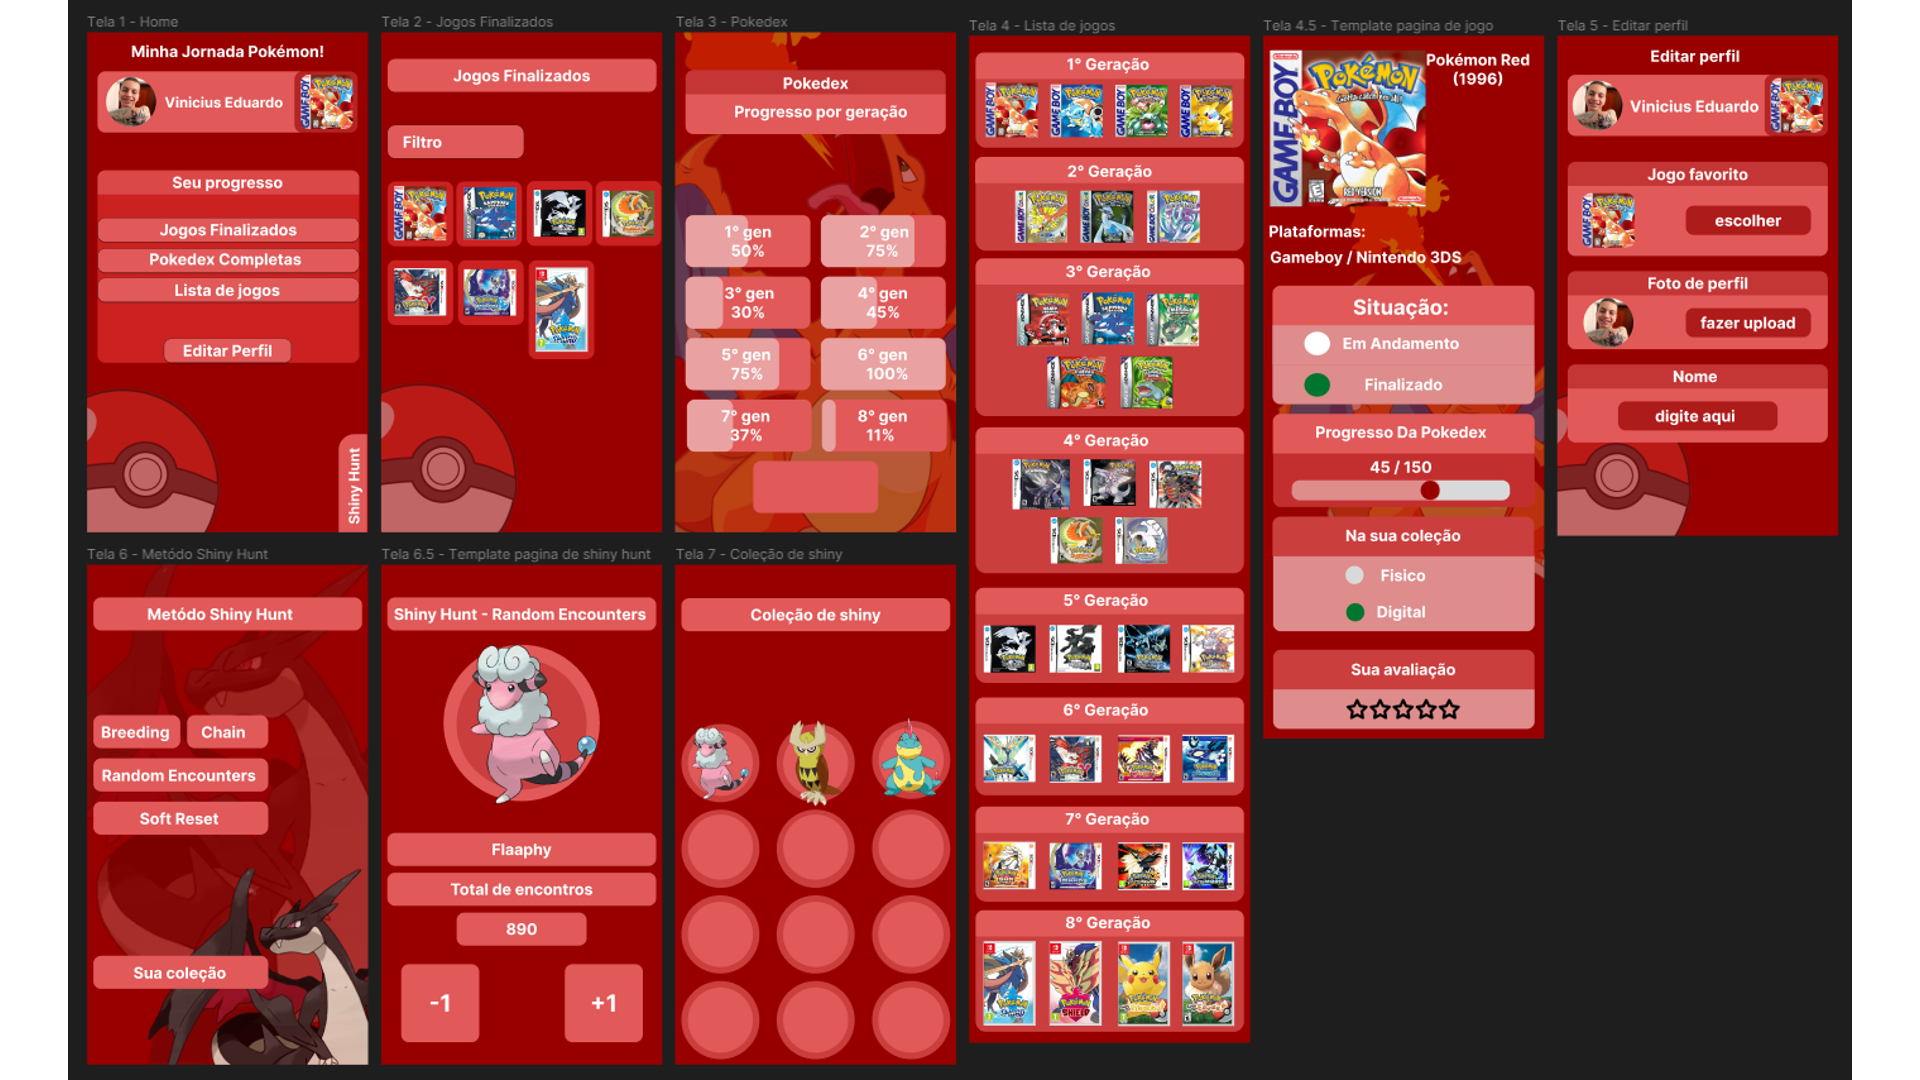 Tela 1 - Home
Minha Jornada Pokémon!
Vinicius Eduardo
Seu progresso
Jogos Finalizados
Pokedex Completas
Lista de jogos
Editar Perfil
Shiny Hunt
Tela 2 - Jogos Finalizados
Jogos Finalizados
Filtro
Tela 3 - Pokedex
Pokedex
Progresso por geração
1° gen
50%
2° gen
75%
3° gen
30%
4° gen
45%
5° gen
75%
6° gen
100%
7° gen
37%
8° gen
11%
Tela 4 - Lista de jogos
1° Geração
2° Geração
3° Geração
4° Geração
5° Geração
6° Geração
7° Geração
8° Geração
Tela 4.5 - Template pagina de jogo
GAME BOY
Pokémon
Gotta catch 'em all!
RED VERSION
Pokémon Red
(1996)
Plataformas:
Gameboy / Nintendo 3DS
Situação:
Em Andamento
Finalizado
Progresso Da Pokedex
45 / 150
Na sua coleção
Fisico
Digital
Sua avaliação
Tela 5 - Editar perfil
Editar perfil
Vinicius Eduardo
Jogo favorito
escolher
Foto de perfil
fazer upload
Nome
digite aqui
Tela 6 - Metódo Shiny Hunt
Metódo Shiny Hunt
Breeding
Chain
Random Encounters
Soft Reset
Sua coleção
Tela 6.5 - Template pagina de shiny hunt
Shiny Hunt - Random Encounters
Flaaphy
Total de encontros
890
-1
+1
Tela 7 - Coleção de shiny
Coleção de shiny